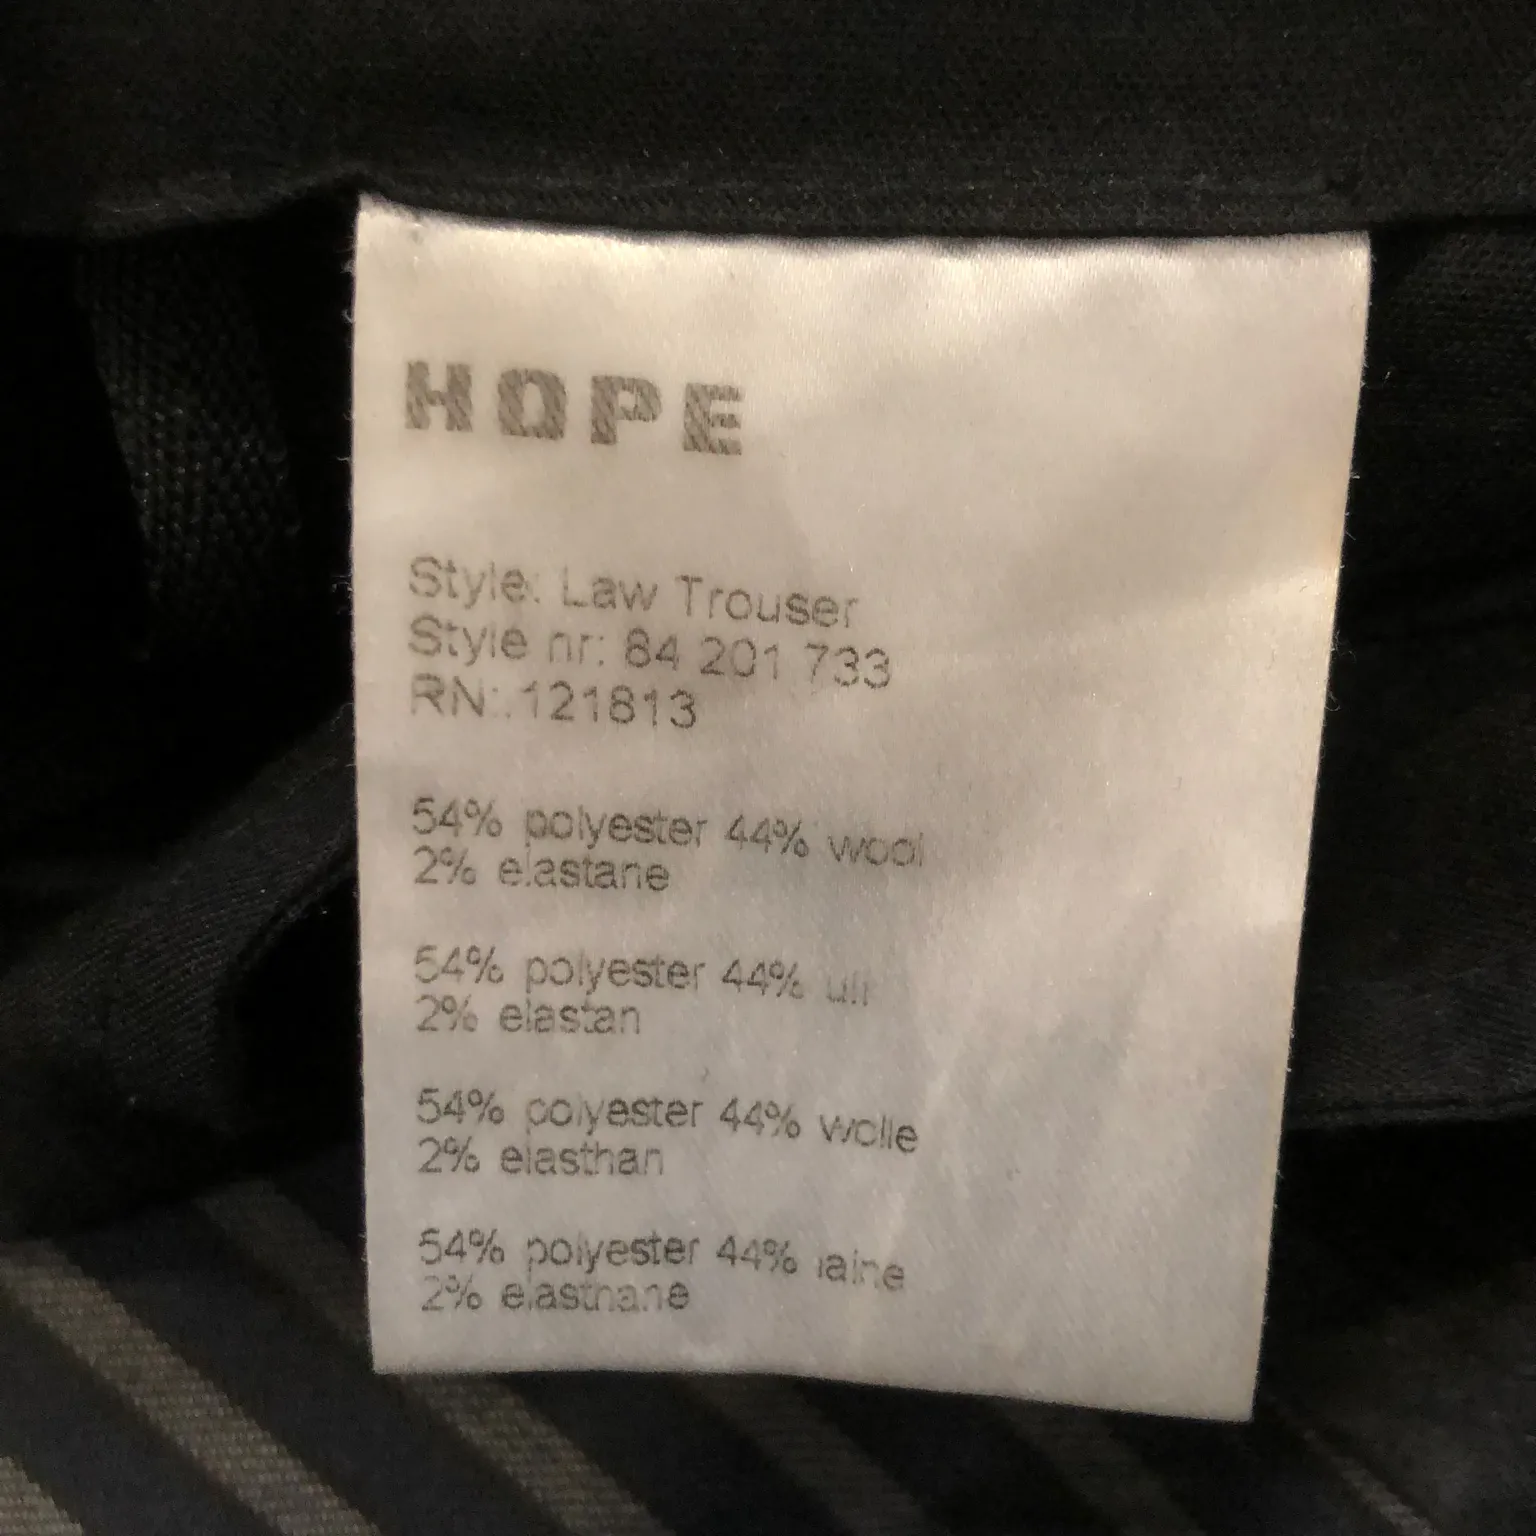 HOPE
Style: Law Trouser
Style nr: 84 201 733
RN: 121813
54% polyester 44% wool
2% elastane
54% polyester 44% ull
2% elastan
54% polyester 44% wolle
2% elasthan
54% polyester 44% laine
2% elasthane